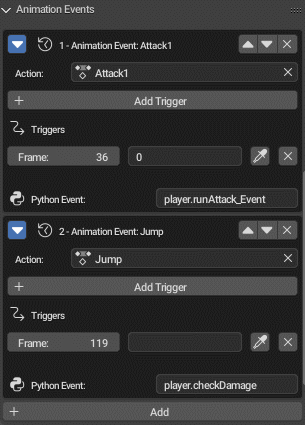 Animation Events
1 - Animation Event: Attack1
Action: Attack1
Add Trigger
Triggers
Frame: 36 0
Python Event: player.runAttack_Event
2 - Animation Event: Jump
Action: Jump
Add Trigger
Triggers
Frame: 119
Python Event: player.checkDamage
Add